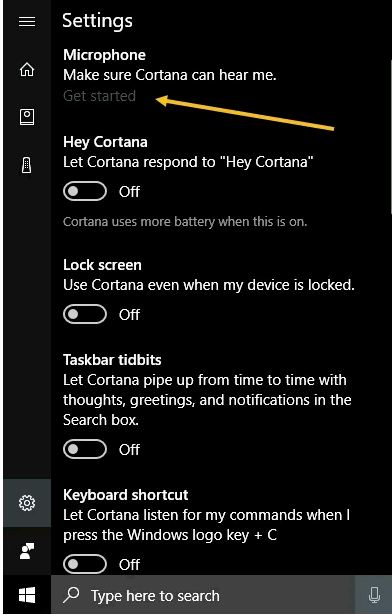 Settings
Microphone
Make sure Cortana can hear me.
Get started
Hey Cortana
Let Cortana respond to "Hey Cortana"
Off
Cortana uses more battery when this is on.
Lock screen
Use Cortana even when my device is locked.
Off
Taskbar tidbits
Let Cortana pipe up from time to time with
thoughts, greetings, and notifications in the
Search box.
Off
Keyboard shortcut
Let Cortana listen for my commands when I
press the Windows logo key + C
Off
Type here to search